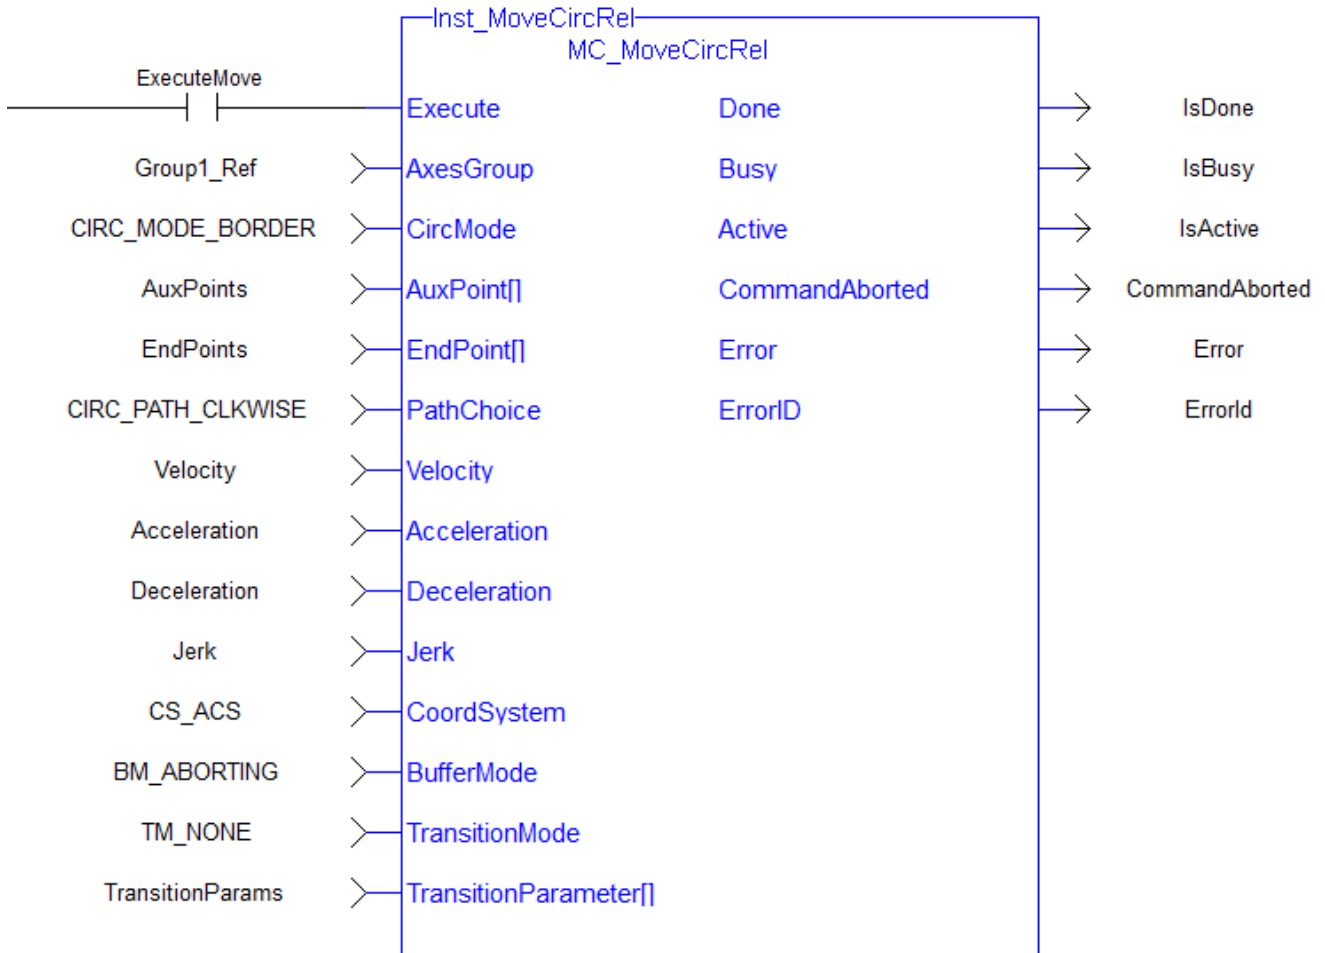 Inst_MoveCircRel
MC_MoveCircRel
ExecuteMove
Execute Done IsDone
Group1_Ref AxesGroup Busy IsBusy
CIRC_MODE_BORDER CircMode Active IsActive
AuxPoints AuxPoint[] CommandAborted CommandAborted
EndPoints EndPoint[] Error Error
CIRC_PATH_CLKWISE PathChoice ErrorID ErrorId
Velocity Velocity
Acceleration Acceleration
Deceleration Deceleration
Jerk Jerk
CS_ACS CoordSystem
BM_ABORTING BufferMode
TM_NONE TransitionMode
TransitionParams TransitionParameter[]